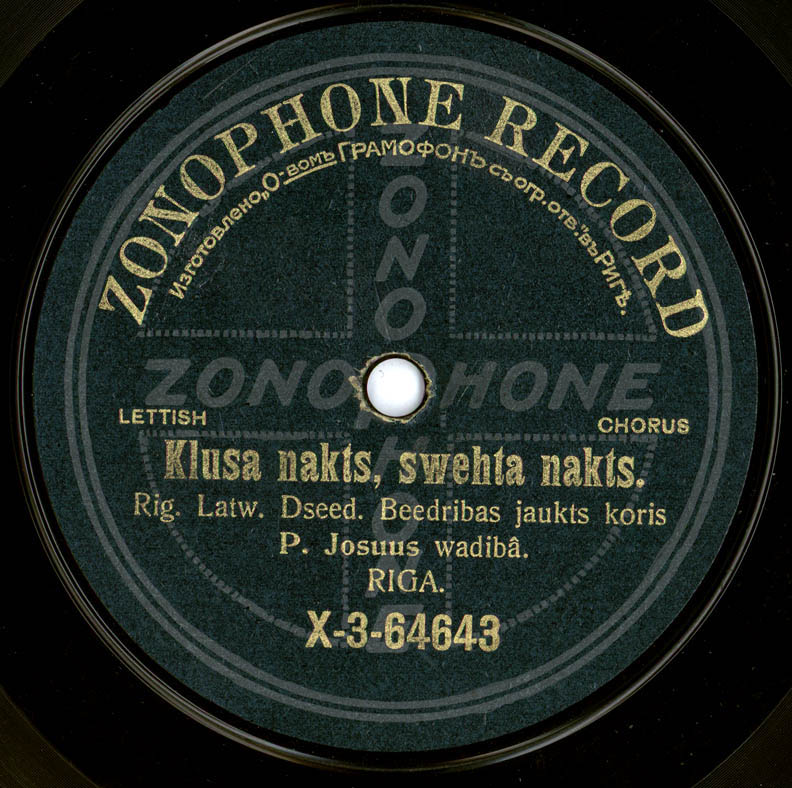 ZONOPHONE RECORD
Изготовлено „О-вомъ ГРАМОФОНЪ съ огр. отв." въ Ригѣ.
ZONOPHONE
ZONOPHONE
LETTISH
CHORUS
Klusa nakts, swehta nakts.
Rig. Latw. Dseed. Beedribas jaukts koris
P. Josuus wadibâ.
RIGA.
X-3-64643